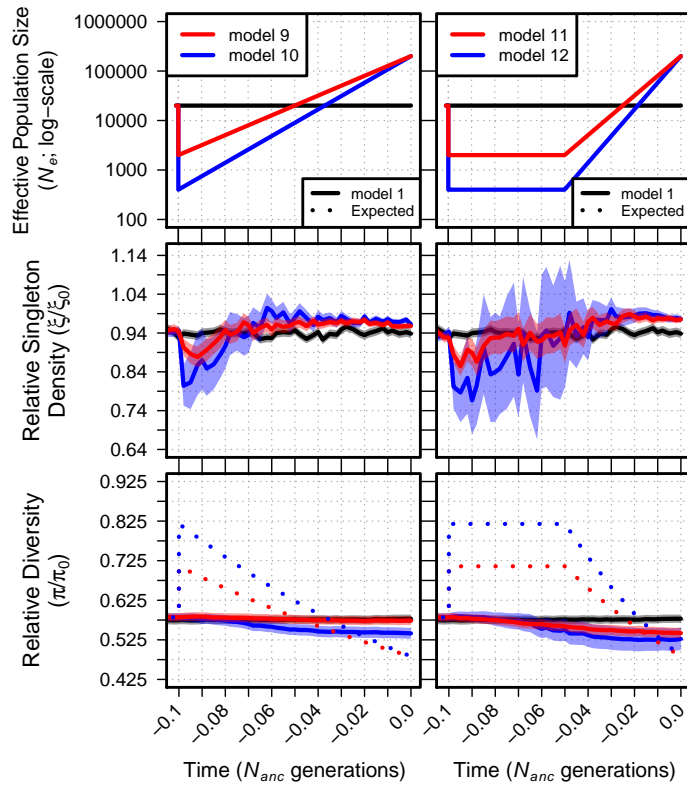 Effective Population Size
(Ne; log−scale)
1000000
100000
10000
1000
100
model 9
model 10
model 1
Expected
model 11
model 12
model 1
Expected
Relative Singleton
Density (ξ/ξ0)
1.14
1.04
0.94
0.84
0.74
0.64
Relative Diversity
(π/π0)
0.925
0.825
0.725
0.625
0.525
0.425
−0.1
−0.08
−0.06
−0.04
−0.02
0.0
−0.1
−0.08
−0.06
−0.04
−0.02
0.0
Time (Nanc generations)
Time (Nanc generations)